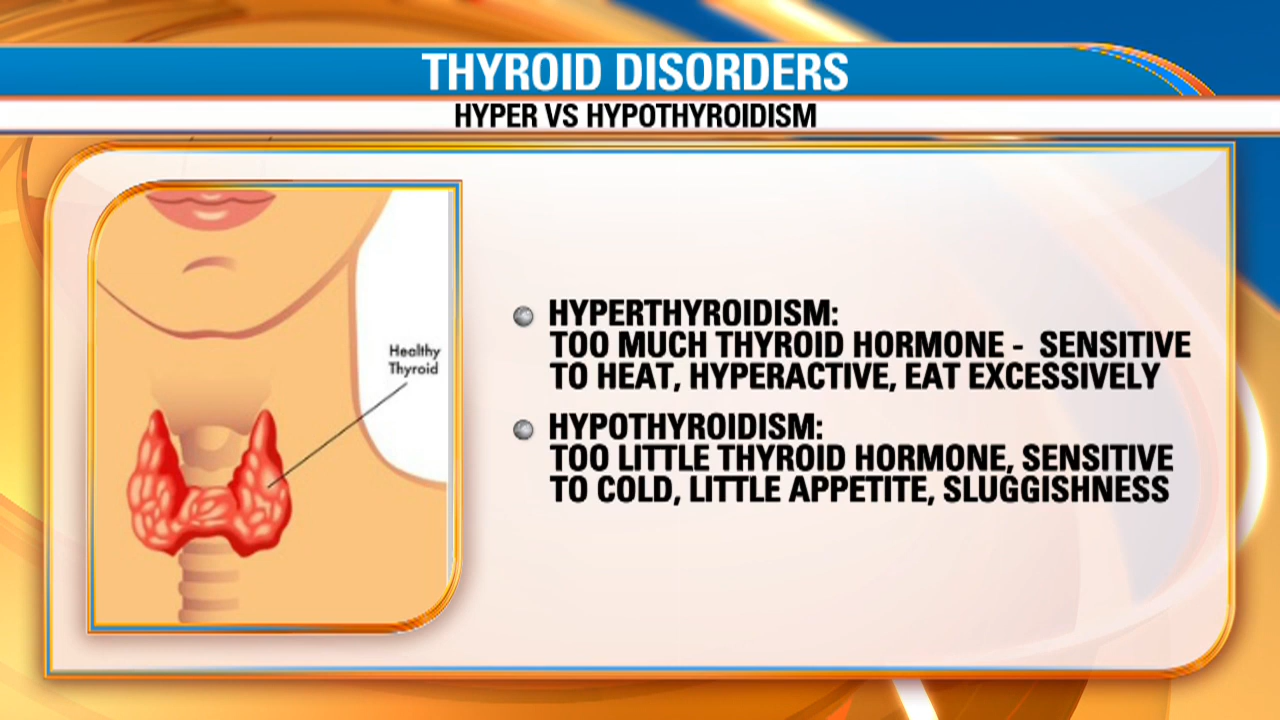 THYROID DISORDERS
HYPER VS HYPOTHYROIDISM
Healthy
Thyroid
HYPERTHYROIDISM:
TOO MUCH THYROID HORMONE - SENSITIVE
TO HEAT, HYPERACTIVE, EAT EXCESSIVELY
HYPOTHYROIDISM:
TOO LITTLE THYROID HORMONE, SENSITIVE
TO COLD, LITTLE APPETITE, SLUGGISHNESS